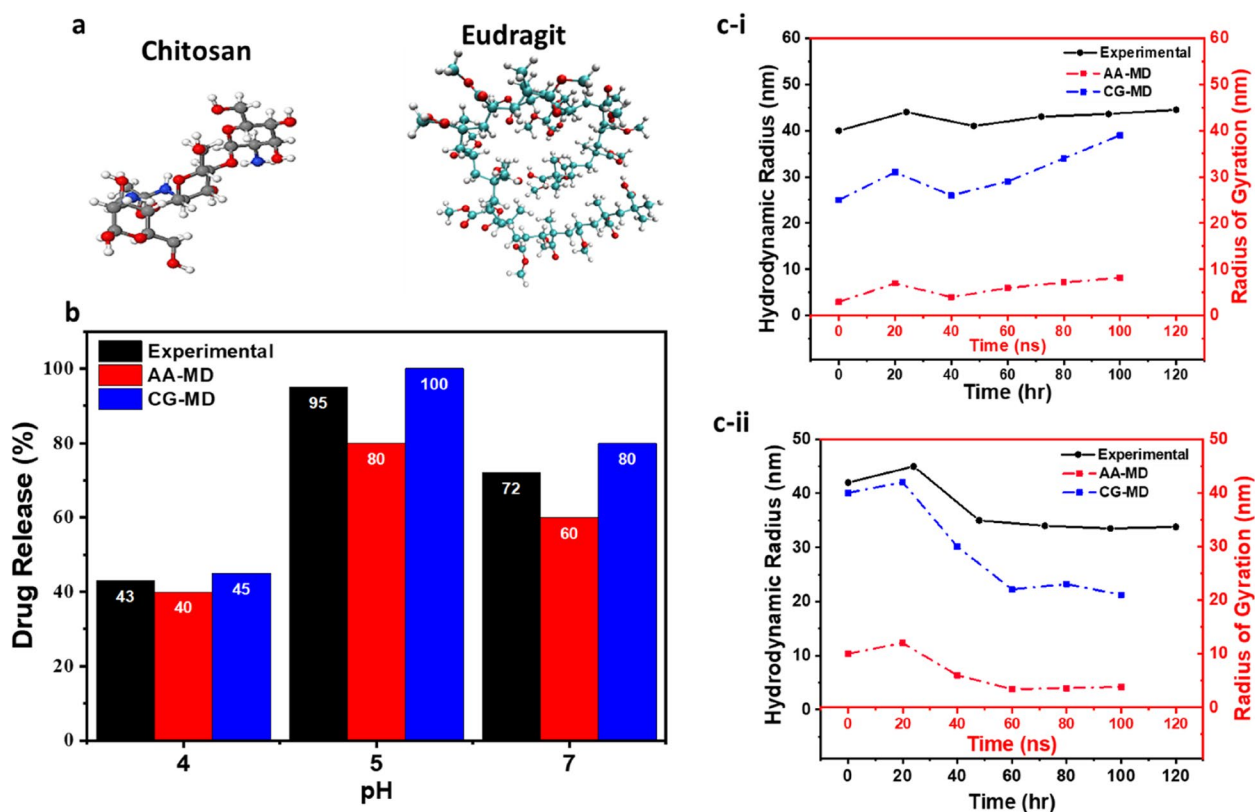 a
Chitosan
Eudragit
b
Experimental
AA-MD
CG-MD
Drug Release (%)
100
80
60
40
20
0
43
40
45
95
80
100
72
60
80
4
5
7
pH
c-i
Experimental
AA-MD
CG-MD
Hydrodynamic Radius (nm)
60
50
40
30
20
10
0
Radius of Gyration (nm)
60
50
40
30
20
10
0
0 20 40 60 80 100 120
Time (ns)
0 20 40 60 80 100 120
Time (hr)
c-ii
Experimental
AA-MD
CG-MD
Hydrodynamic Radius (nm)
50
40
30
20
10
0
Radius of Gyration (nm)
50
40
30
20
10
0
0 20 40 60 80 100 120
Time (ns)
0 20 40 60 80 100 120
Time (hr)